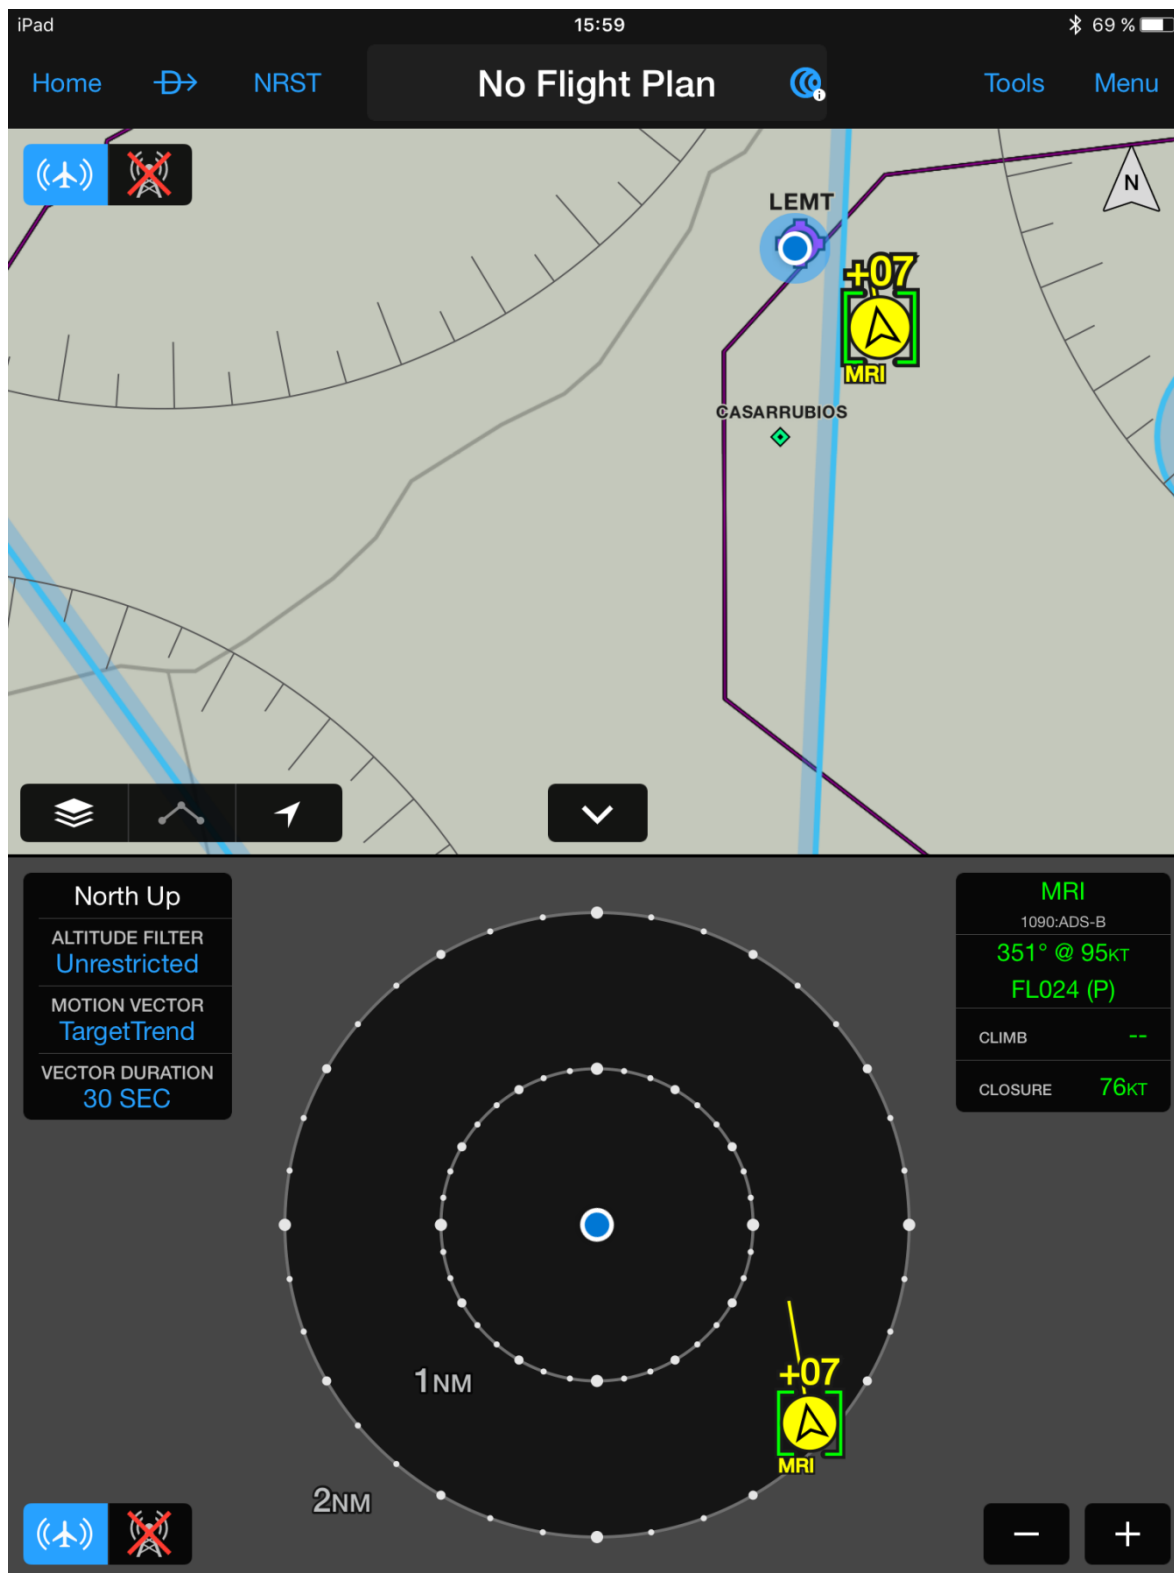 iPad 15:59 69 %
Home D NRST No Flight Plan Tools Menu
N
LEMT
+07
MRI
CASARRUBIOS
North Up
ALTITUDE FILTER
Unrestricted
MOTION VECTOR
TargetTrend
VECTOR DURATION
30 SEC
MRI
1090:ADS-B
351° @ 95KT
FL024 (P)
CLIMB --
CLOSURE 76KT
+07
1NM
MRI
2NM
− +